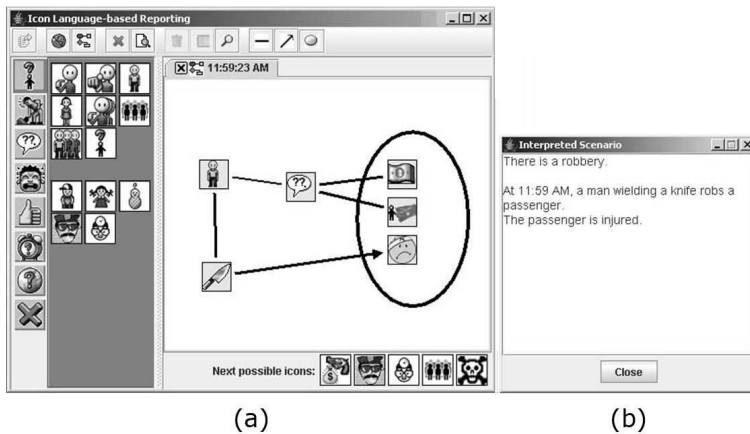 Icon Language-based Reporting
11:59:23 AM
??.
??.
?
Next possible icons:
Interpreted Scenario
There is a robbery.
At 11:59 AM, a man wielding a knife robs a
passenger.
The passenger is injured.
Close
(a)
(b)